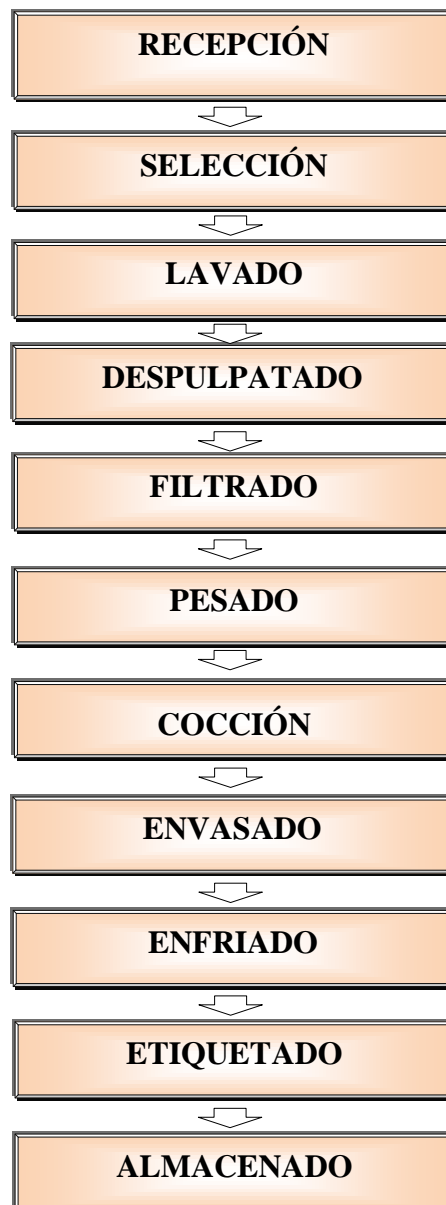 RECEPCIÓN
SELECCIÓN
LAVADO
DESPULPATADO
FILTRADO
PESADO
COCCIÓN
ENVASADO
ENFRIADO
ETIQUETADO
ALMACENADO